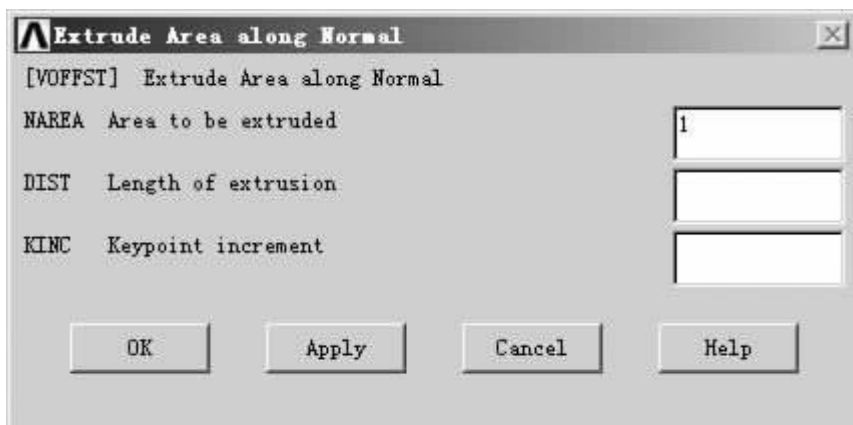 Extrude Area along Normal
[VOFFST] Extrude Area along Normal
NAREA Area to be extruded 1
DIST Length of extrusion
KINC Keypoint increment
OK Apply Cancel Help